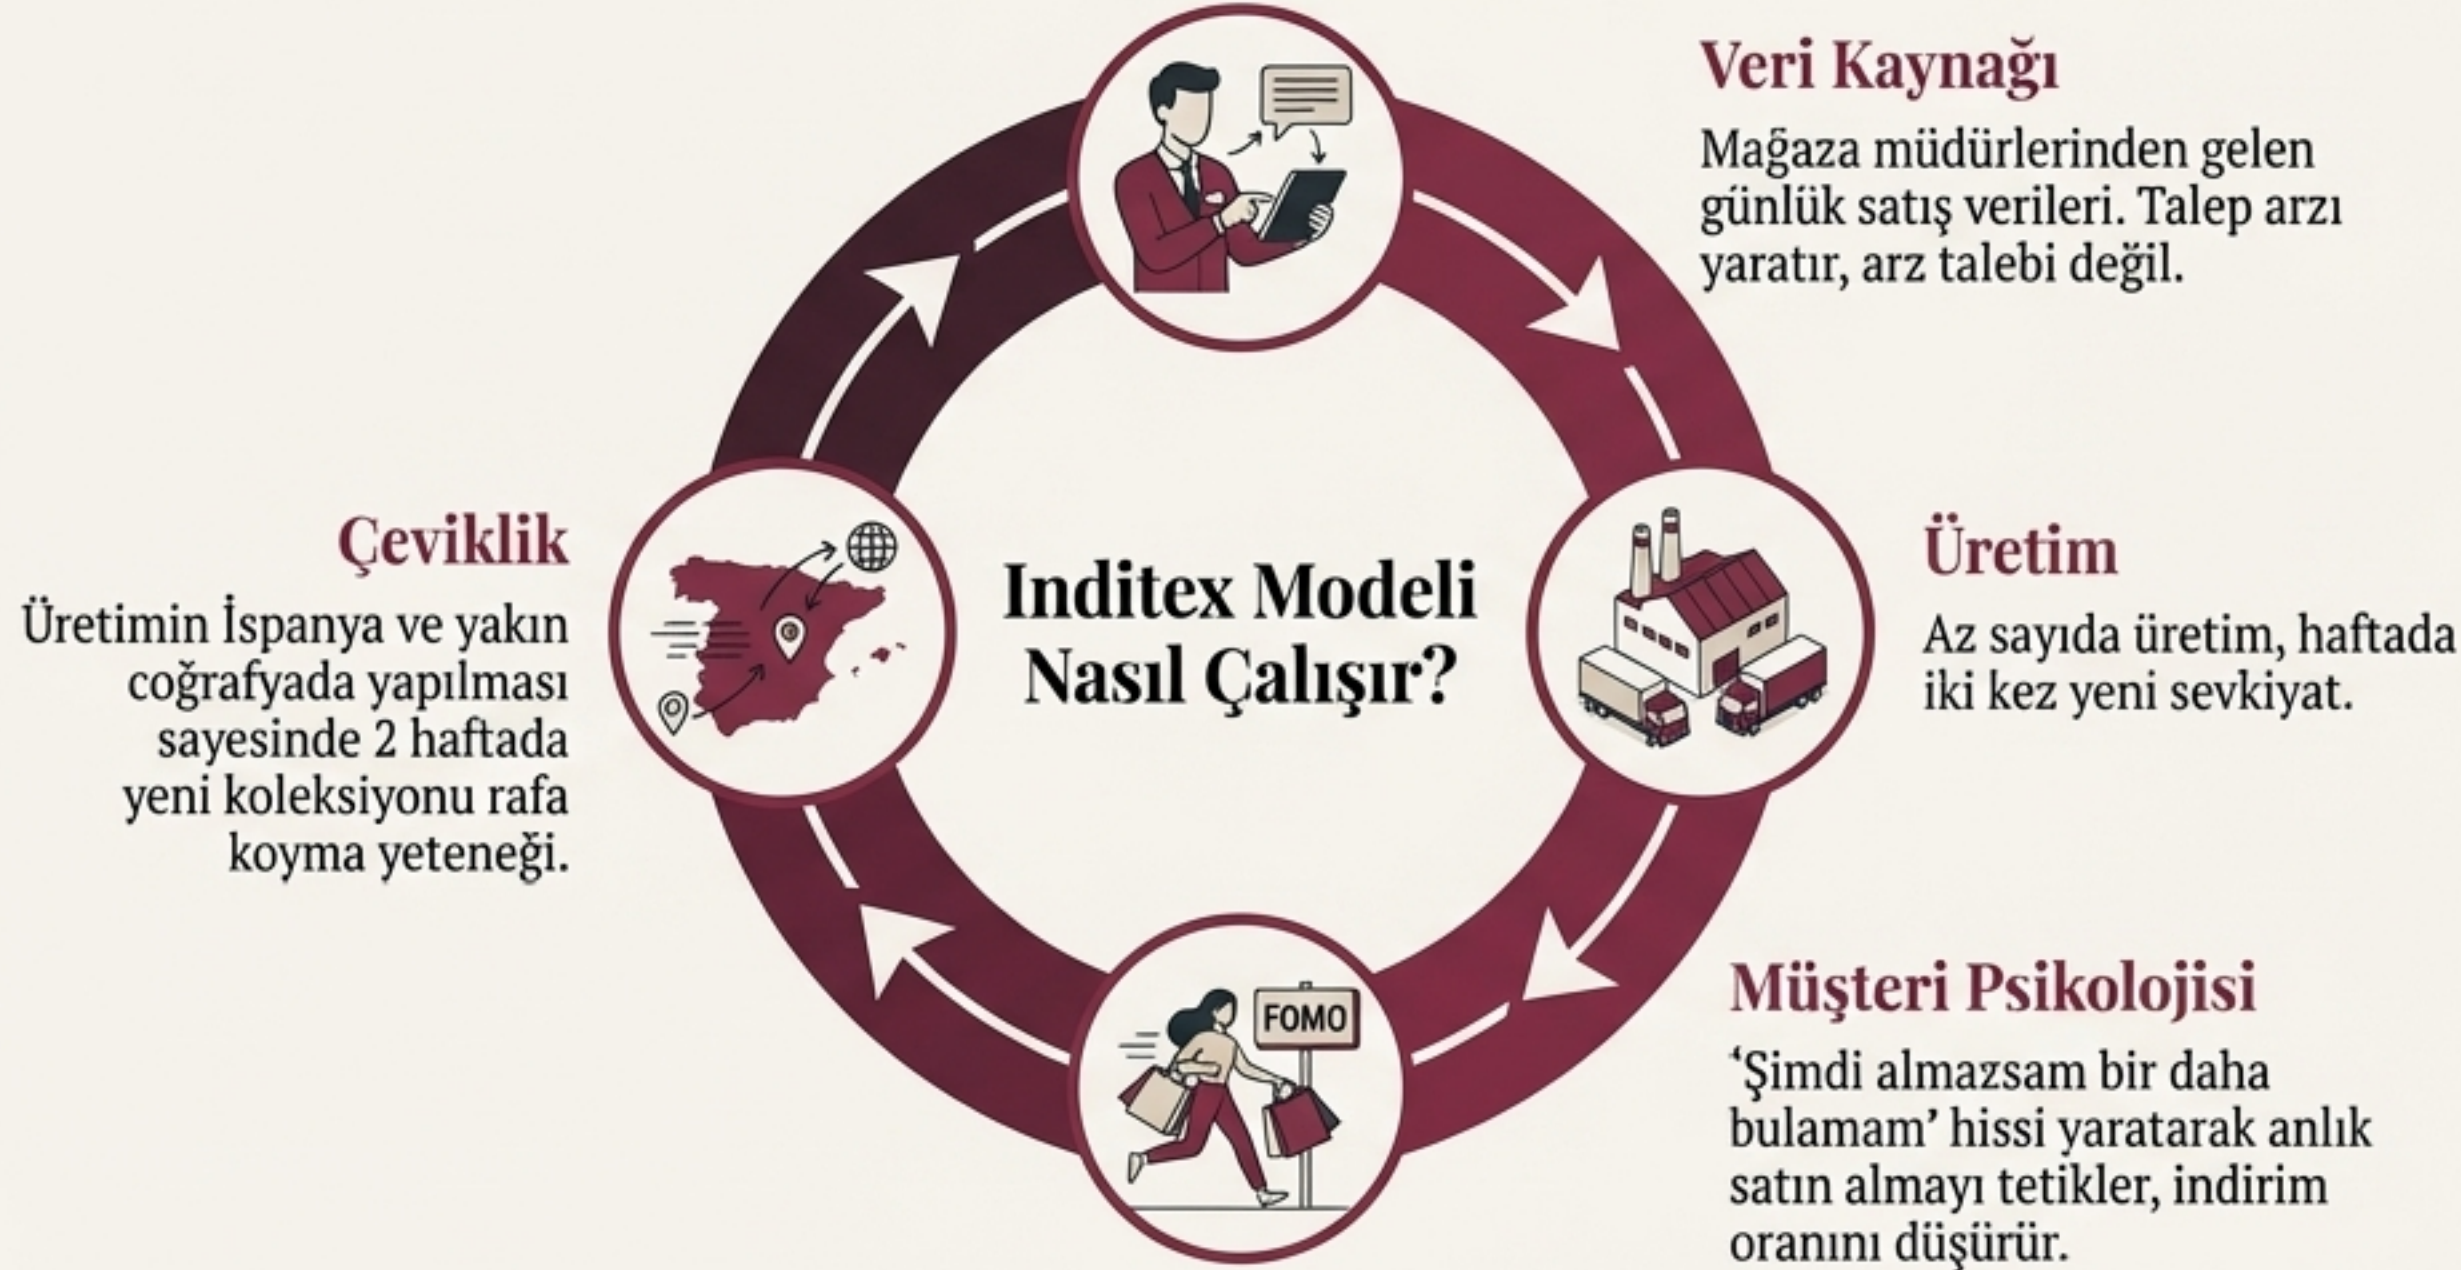 Veri Kaynağı
Mağaza müdürlerinden gelen
günlük satış verileri. Talep arzı
yaratır, arz talebi değil.
Çeviklik
Üretimin İspanya ve yakın
coğrafyada yapılması
sayesinde 2 haftada
yeni koleksiyonu rafa
koyma yeteneği.
Inditex Modeli
Nasıl Çalışır?
Üretim
Az sayıda üretim, haftada
iki kez yeni sevkiyat.
FOMO
Müşteri Psikolojisi
‘Şimdi almazsam bir daha
bulamam’ hissi yaratarak anlık
satın almayı tetikler, indirim
oranını düşürür.